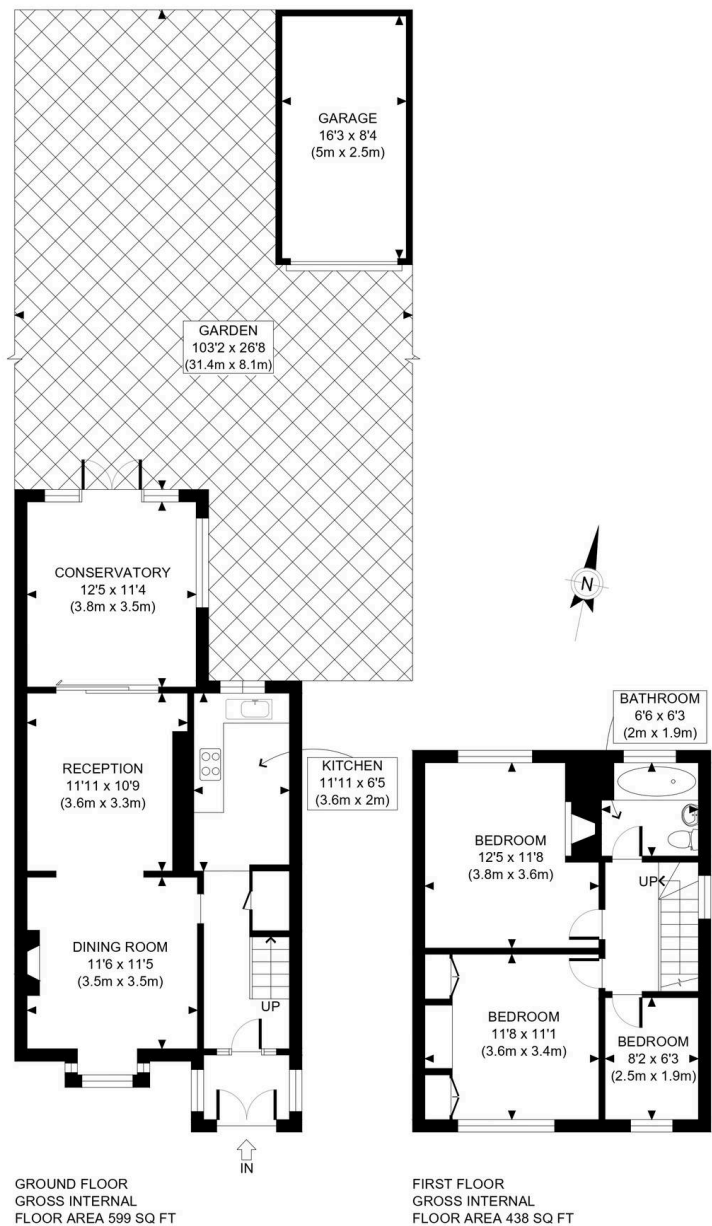 GARAGE
16'3 x 8'4
(5m x 2.5m)
GARDEN
103'2 x 26'8
(31.4m x 8.1m)
CONSERVATORY
12'5 x 11'4
(3.8m x 3.5m)
N
RECEPTION
11'11 x 10'9
(3.6m x 3.3m)
KITCHEN
11'11 x 6'5
(3.6m x 2m)
DINING ROOM
11'6 x 11'5
(3.5m x 3.5m)
UP
IN
BATHROOM
6'6 x 6'3
(2m x 1.9m)
BEDROOM
12'5 x 11'8
(3.8m x 3.6m)
UP
BEDROOM
11'8 x 11'1
(3.6m x 3.4m)
BEDROOM
8'2 x 6'3
(2.5m x 1.9m)
GROUND FLOOR
GROSS INTERNAL
FLOOR AREA 599 SQ FT
FIRST FLOOR
GROSS INTERNAL
FLOOR AREA 438 SQ FT